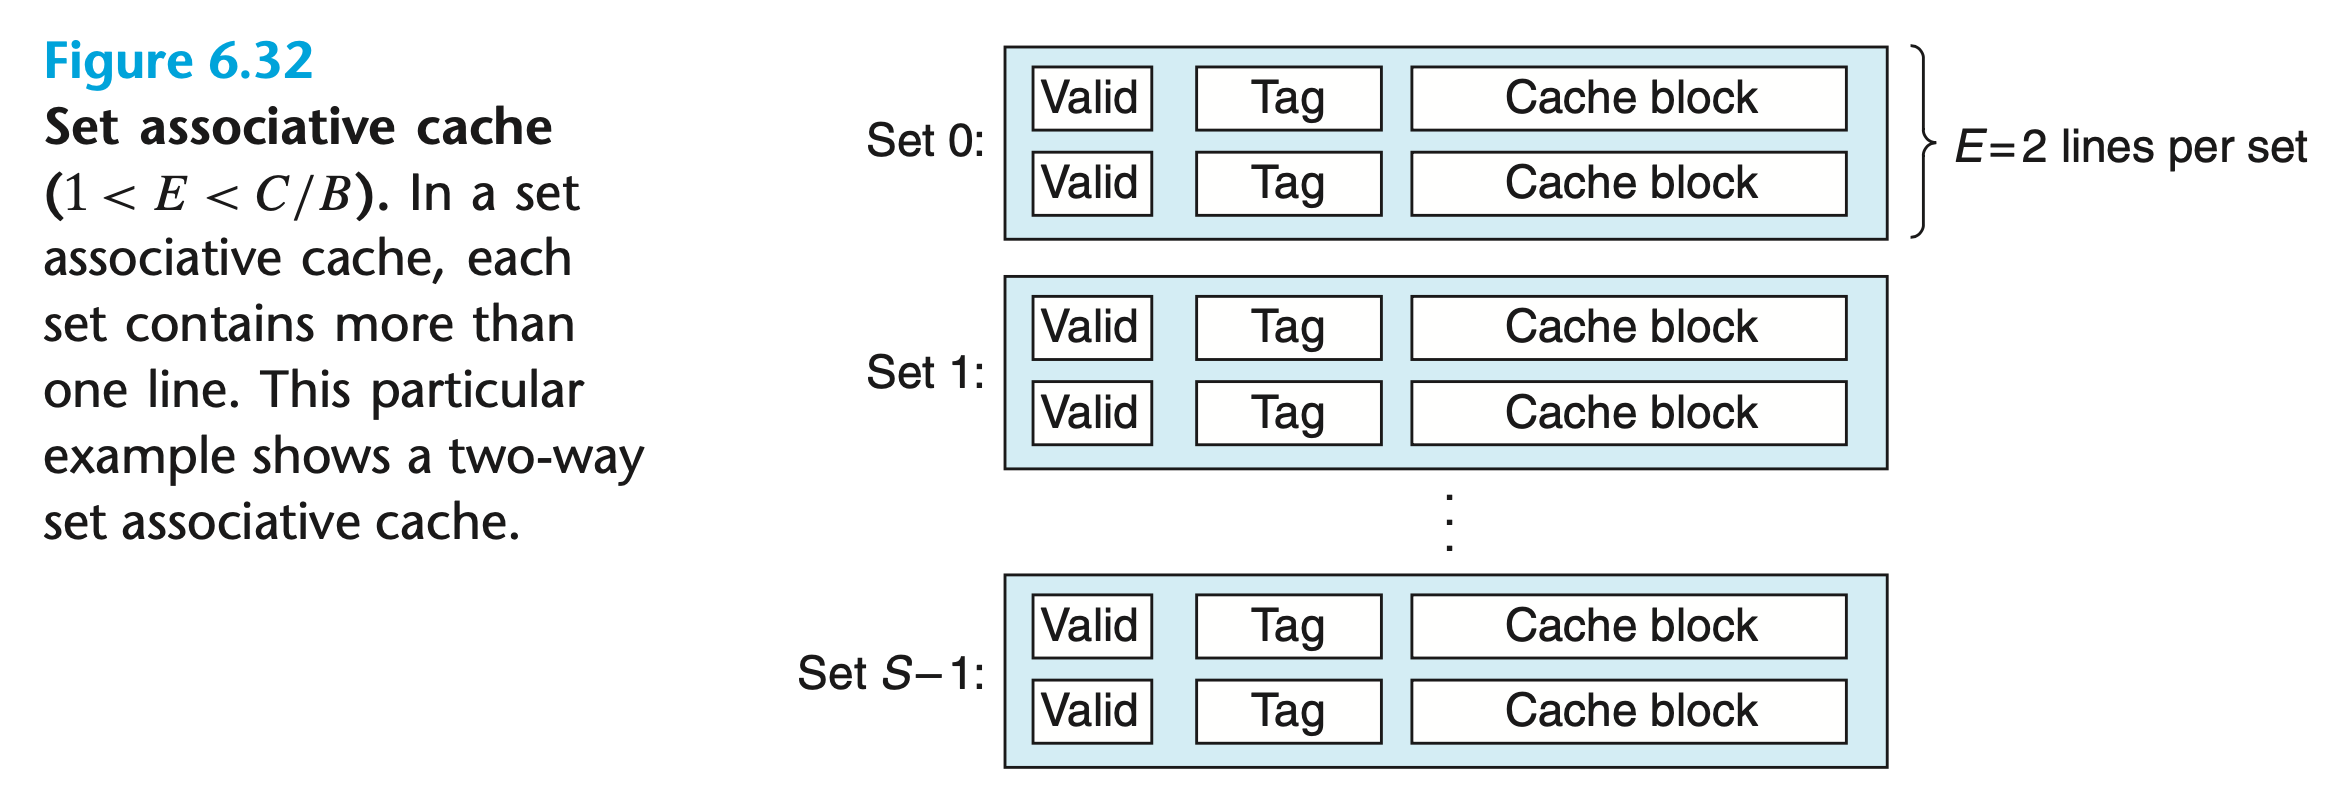 Figure 6.32
Set associative cache
(1 < E < C/B). In a set
associative cache, each
set contains more than
one line. This particular
example shows a two-way
set associative cache.
Set 0:
Valid Tag Cache block
Valid Tag Cache block
E=2 lines per set
Set 1:
Valid Tag Cache block
Valid Tag Cache block
Set S–1:
Valid Tag Cache block
Valid Tag Cache block